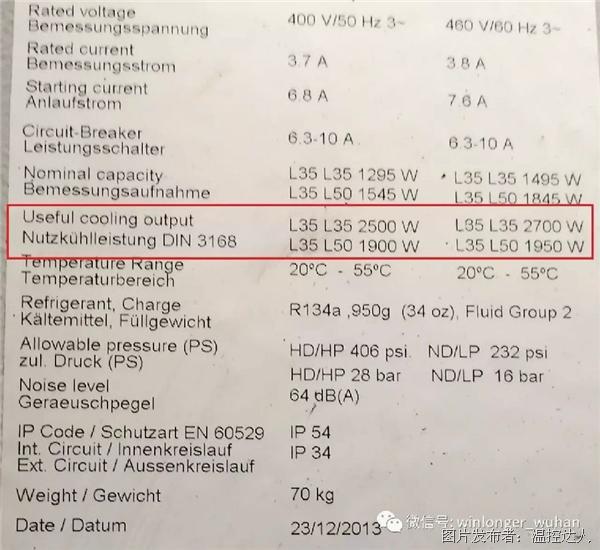 Rated voltage 400 V/50 Hz 3~ 460 V/60 Hz 3~
Bemessungsspannung
Rated current 3.7 A 3.8 A
Bemessungsstrom
Starting current 6.8 A 7.6 A
Anlaufstrom
Circuit-Breaker 6.3-10 A 6.3-10 A
Leistungsschalter
Nominal capacity L35 L35 1295 W L35 L35 1495 W
Bemessungsaufnahme L35 L50 1545 W L35 L50 1845 W
Useful cooling output L35 L35 2500 W L35 L35 2700 W
Nutzkühlleistung DIN 3168 L35 L50 1900 W L35 L50 1950 W
Temperature Range 20°C - 55°C 20°C - 55°C
Temperaturbereich
Refrigerant, Charge R134a ,950g (34 oz), Fluid Group 2
Kältemittel, Füllgewicht
Allowable pressure (PS) HD/HP 406 psi. ND/LP 232 psi
zul. Druck (PS) HD/HP 28 bar ND/LP 16 bar
Noise level 64 dB(A)
Geraeuschpegel
IP Code / Schutzart EN 60529 IP 54
Int. Circuit / Innenkreislauf IP 34
Ext. Circuit / Aussenkreislauf
Weight / Gewicht 70 kg
Date / Datum 23/12/2013
微信号: winlonger_wuhan
图片发布者：温控达人